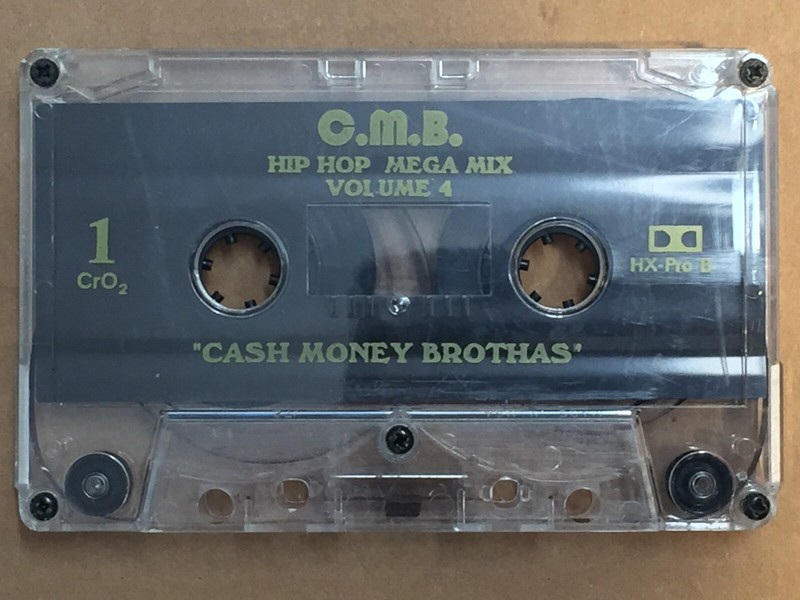 C.M.B.
HIP HOP MEGA MIX
VOLUME 4
1
CrO₂
HX-Pro B
"CASH MONEY BROTHAS"